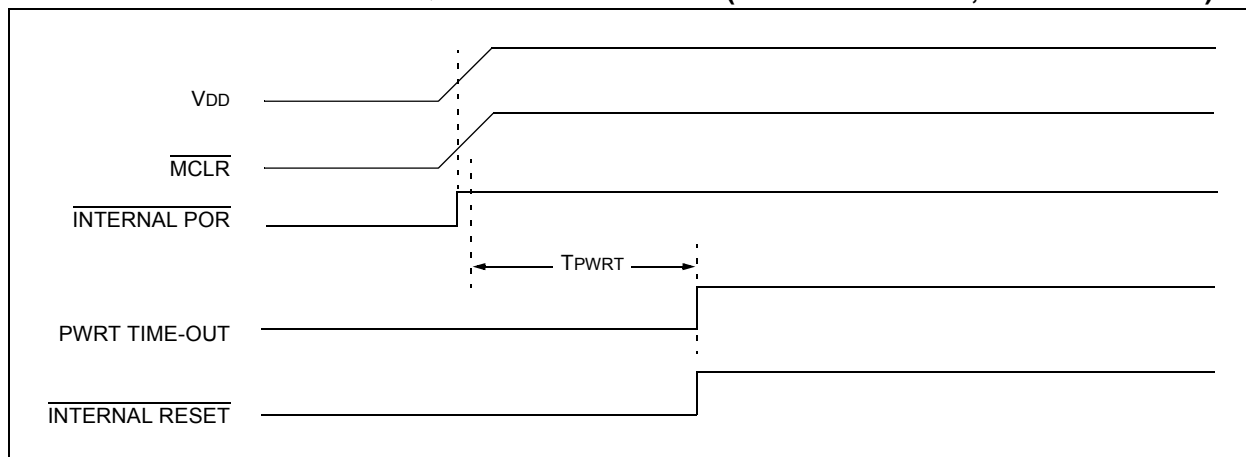 VDD
MCLR
INTERNAL POR
TPWRT
PWRT TIME-OUT
INTERNAL RESET